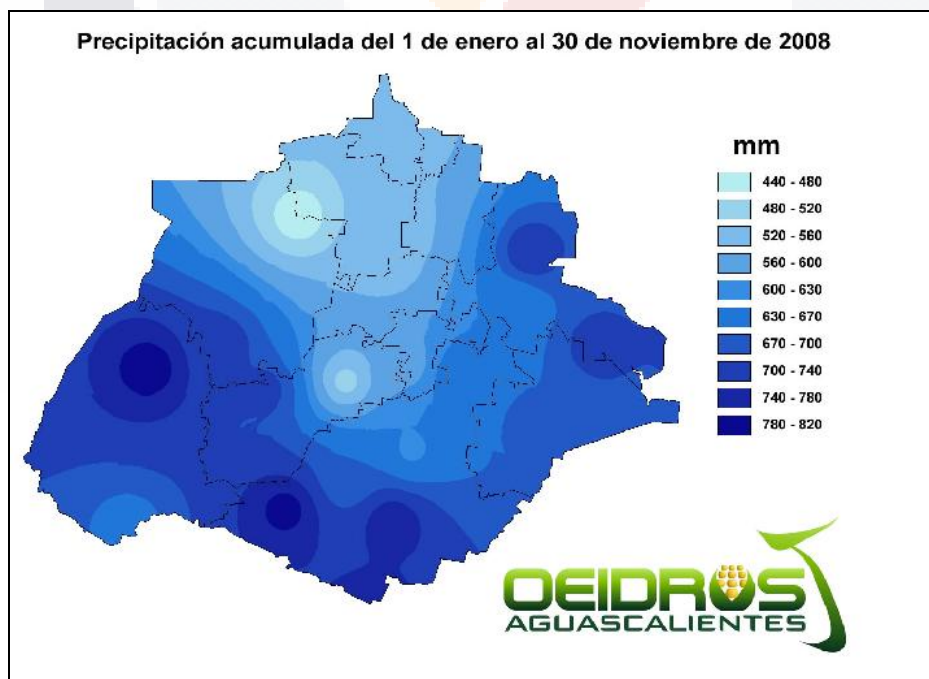 Precipitación acumulada del 1 de enero al 30 de noviembre de 2008
mm
440 - 480
480 - 520
520 - 560
560 - 600
600 - 630
630 - 670
670 - 700
700 - 740
740 - 780
780 - 820
OEIDROS
AGUASCALIENTES